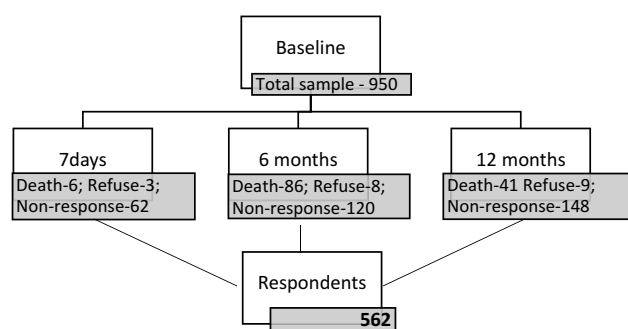 Baseline
Total sample - 950
7days
Death-6; Refuse-3;
Non-response-62
6 months
Death-86; Refuse-8;
Non-response-120
12 months
Death-41 Refuse-9;
Non-response-148
Respondents
562